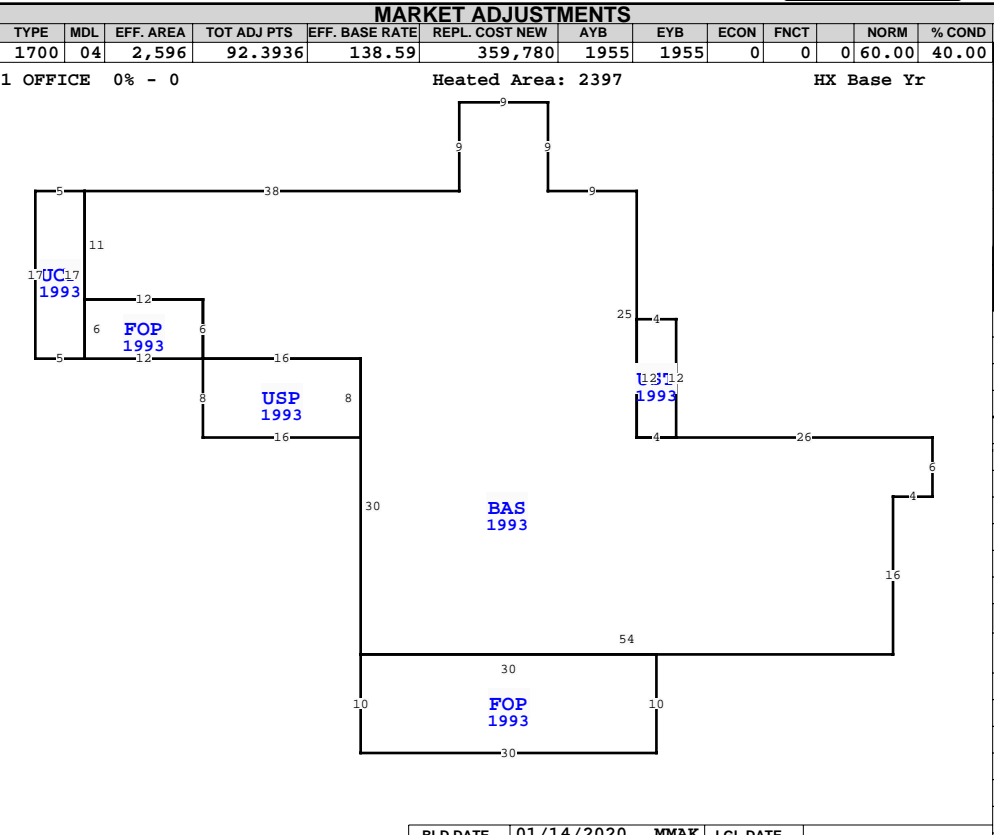 MARKET ADJUSTMENTS
TYPE MDL EFF. AREA TOT ADJ PTS EFF. BASE RATE REPL. COST NEW AYB EYB ECON FNCT NORM % COND
1700 04 2,596 92.3936 138.59 359,780 1955 1955 0 0 0 60.00 40.00
1 OFFICE 0% - 0 Heated Area: 2397 HX Base Yr
9
9 9
5 38 9
11
17 17
1993
12
25 4
6 FOP 6
1993
5 12 16
12 12
1993
8 USP 8
1993
16 4 26
6
4
30 BAS
1993
16
54
30
10 FOP 10
1993
30
BLD DATE 01/14/2020 MMAK LGL DATE